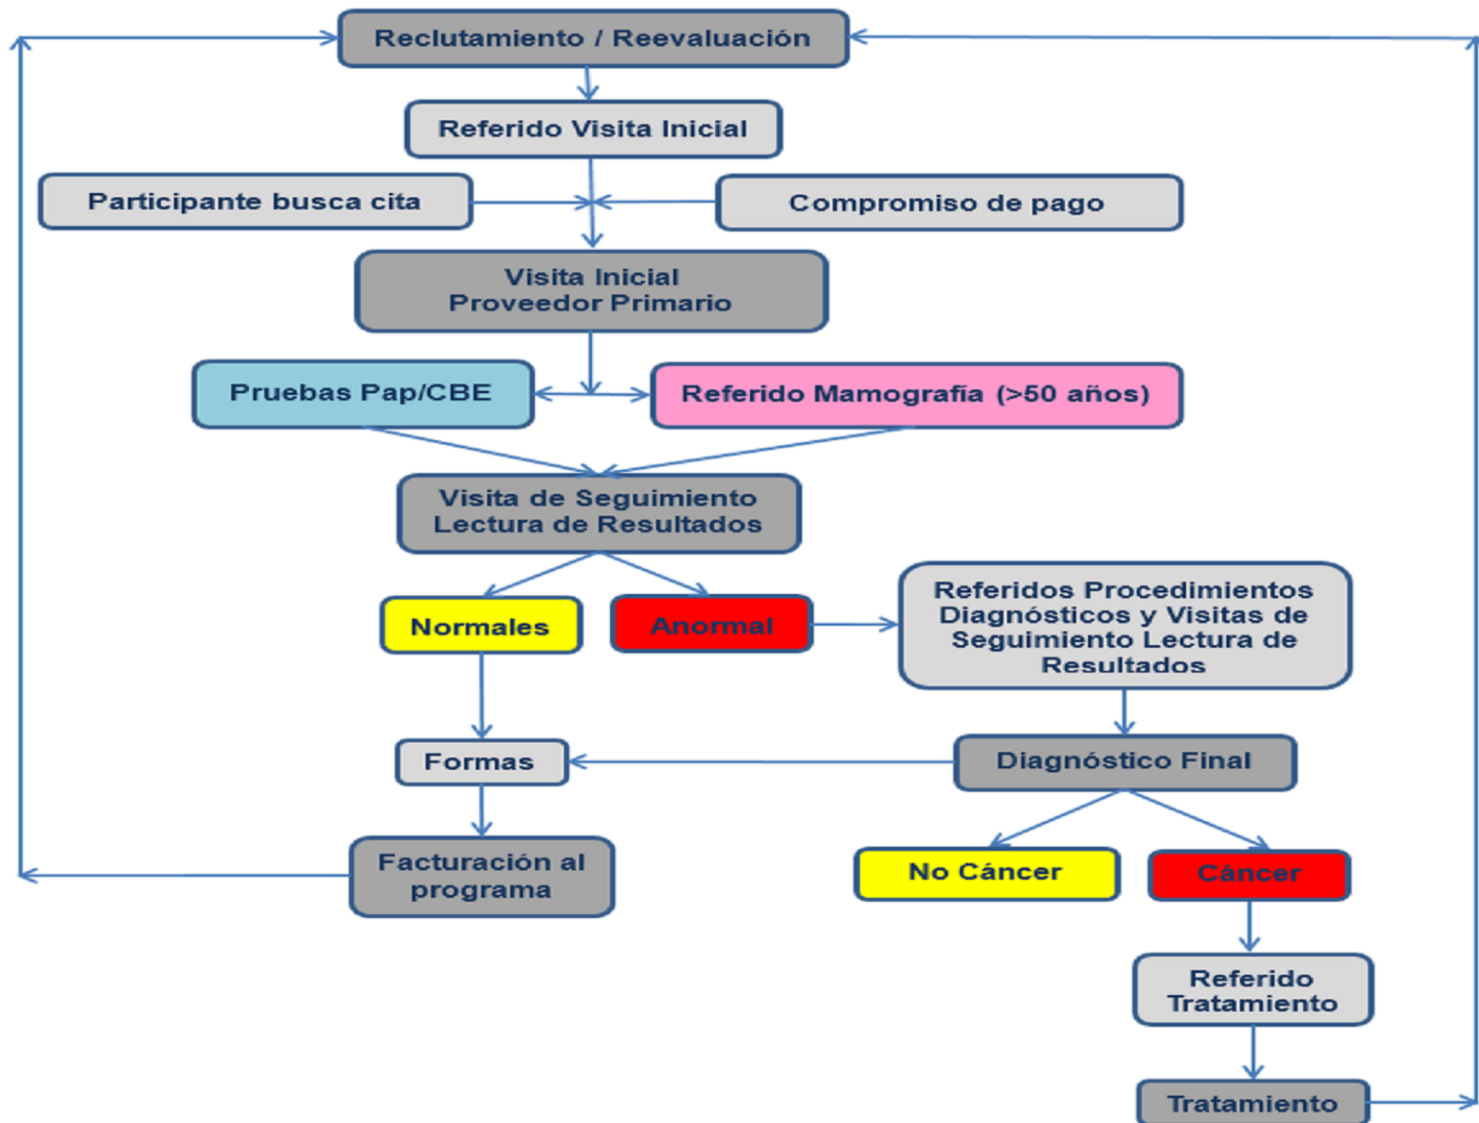 Reclutamiento / Reevaluación
Referido Visita Inicial
Participante busca cita
Compromiso de pago
Visita Inicial
Proveedor Primario
Pruebas Pap/CBE
Referido Mamografía (>50 años)
Visita de Seguimiento
Lectura de Resultados
Normales
Anormal
Referidos Procedimientos
Diagnósticos y Visitas de
Seguimiento Lectura de
Resultados
Formas
Diagnóstico Final
Facturación al
programa
No Cáncer
Cáncer
Referido
Tratamiento
Tratamiento